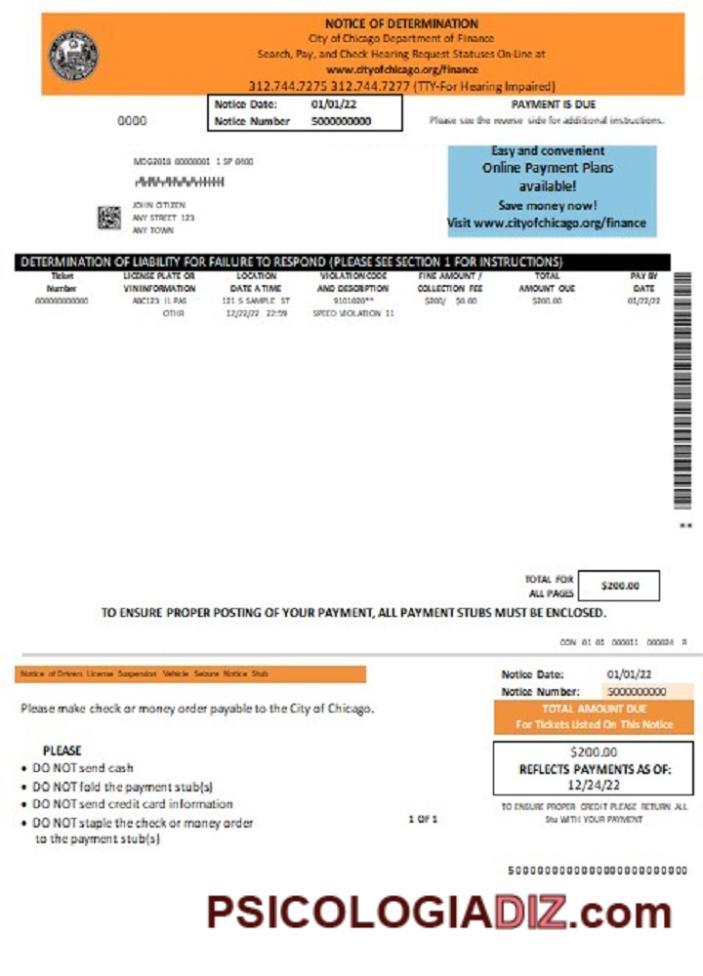 NOTICE OF DETERMINATION
City of Chicago Department of Finance
Search, Pay, and Check Hearing Request Statuses On-Line at
www.cityofchicago.org/finance
312.744.7275 312.744.7277 (TTY-For Hearing Impaired)
0000
Notice Date: 01/01/22
Notice Number 5000000000
PAYMENT IS DUE
Please see the reverse side for additional instructions.
MDG2018 00000001 1 SP 0600
JOHN CITIZEN
ANY STREET 123
ANY TOWN
Easy and convenient
Online Payment Plans
available!
Save money now!
Visit www.cityofchicago.org/finance
DETERMINATION OF LIABILITY FOR FAILURE TO RESPOND (PLEASE SEE SECTION 1 FOR INSTRUCTIONS)
Ticket LICENSE PLATE OR LOCATION VIOLATION CODE FINE AMOUNT / TOTAL PAY BY
Number VIN INFORMATION DATE A TIME AND DESCRIPTION COLLECTION FEE AMOUNT OUE DATE
000000000000 ABC123 IL PAS 121 S SAMPLE ST 9101020** $200/ $0.00 $200.00 01/22/22
OTHR 12/22/22 22:59 SPEED VIOLATION 11
**
TOTAL FOR
ALL PAGES $200.00
TO ENSURE PROPER POSTING OF YOUR PAYMENT, ALL PAYMENT STUBS MUST BE ENCLOSED.
CON 01 01 000011 000024 R
Notice of Drivers License Suspension Vehicle Seizure Notice Stub
Notice Date: 01/01/22
Notice Number: 5000000000
Please make check or money order payable to the City of Chicago.
TOTAL AMOUNT DUE
For Tickets Listed On This Notice
$200.00
REFLECTS PAYMENTS AS OF:
12/24/22
PLEASE
• DO NOT send cash
• DO NOT fold the payment stub(s)
• DO NOT send credit card information
• DO NOT staple the check or money order
to the payment stub(s)
1 OF 1
TO ENSURE PROPER CREDIT PLEASE RETURN ALL
Stu WITH YOUR PAYMENT
5000000000000000000000000
PSICOLOGIADIZ.com